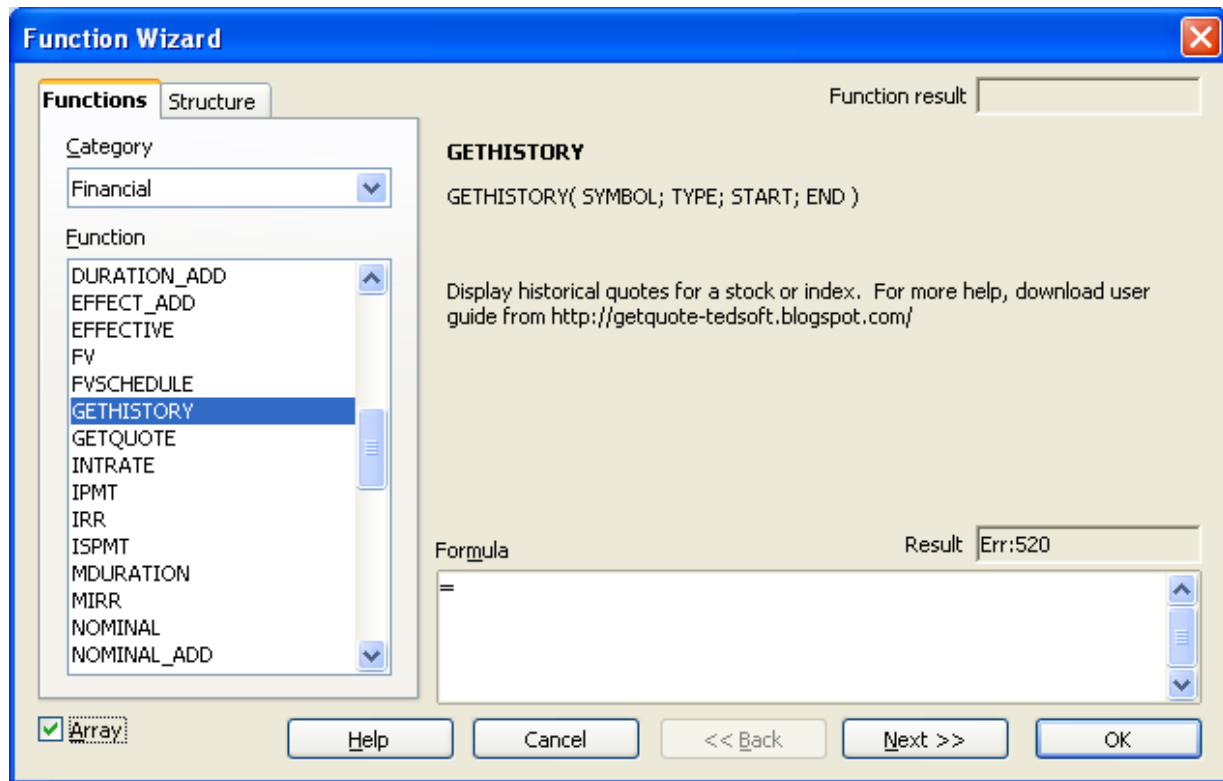 Function Wizard
Functions
Structure
Function result
Category
Financial
Function
DURATION_ADD
EFFECT_ADD
EFFECTIVE
FV
FVSCHEDULE
GETHISTORY
GETQUOTE
INTRATE
IPMT
IRR
ISPMT
MDURATION
MIRR
NOMINAL
NOMINAL_ADD
GETHISTORY
GETHISTORY( SYMBOL; TYPE; START; END )
Display historical quotes for a stock or index. For more help, download user
guide from http://getquote-tedsoft.blogspot.com/
Formula
Result
Err:520
=
Array
Help
Cancel
<< Back
Next >>
OK